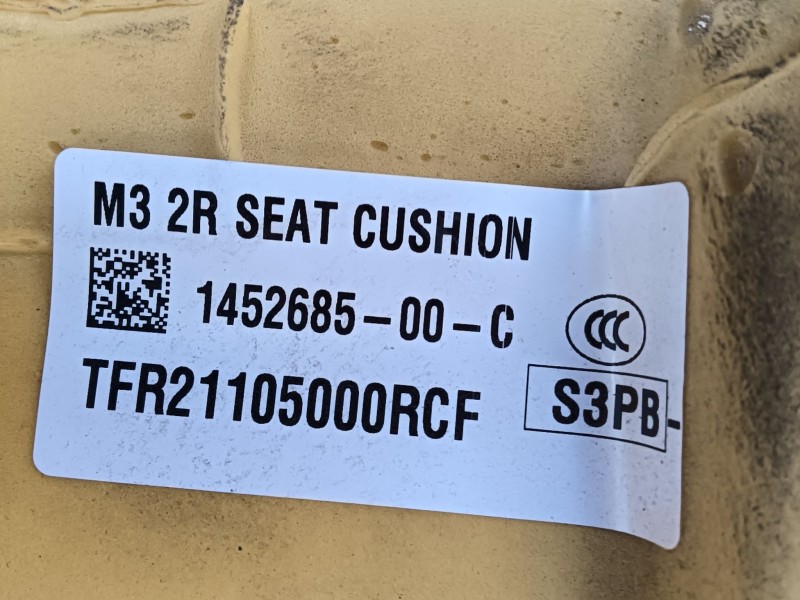 M3 2R SEAT CUSHION
1452685-00-C
CCC
TFR21105000RCF
S3PB-